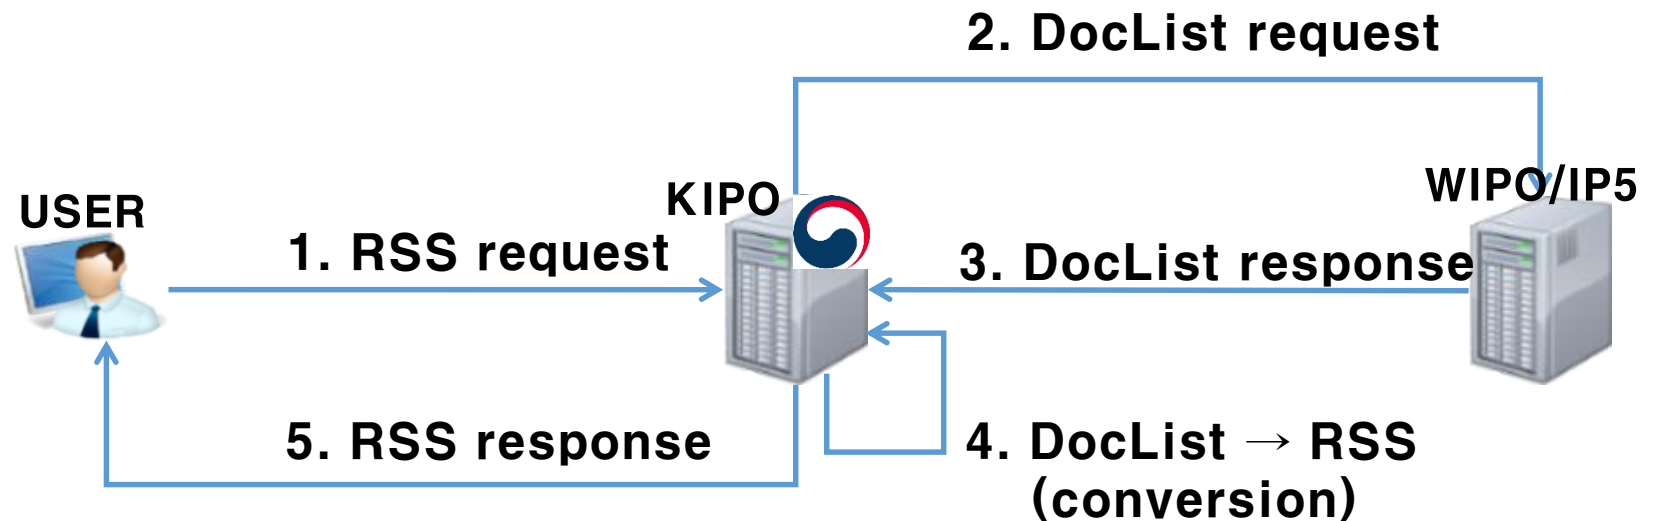 2. DocList request
USER
KIPO
WIPO/IP5
1. RSS request
3. DocList response
5. RSS response
4. DocList → RSS
(conversion)